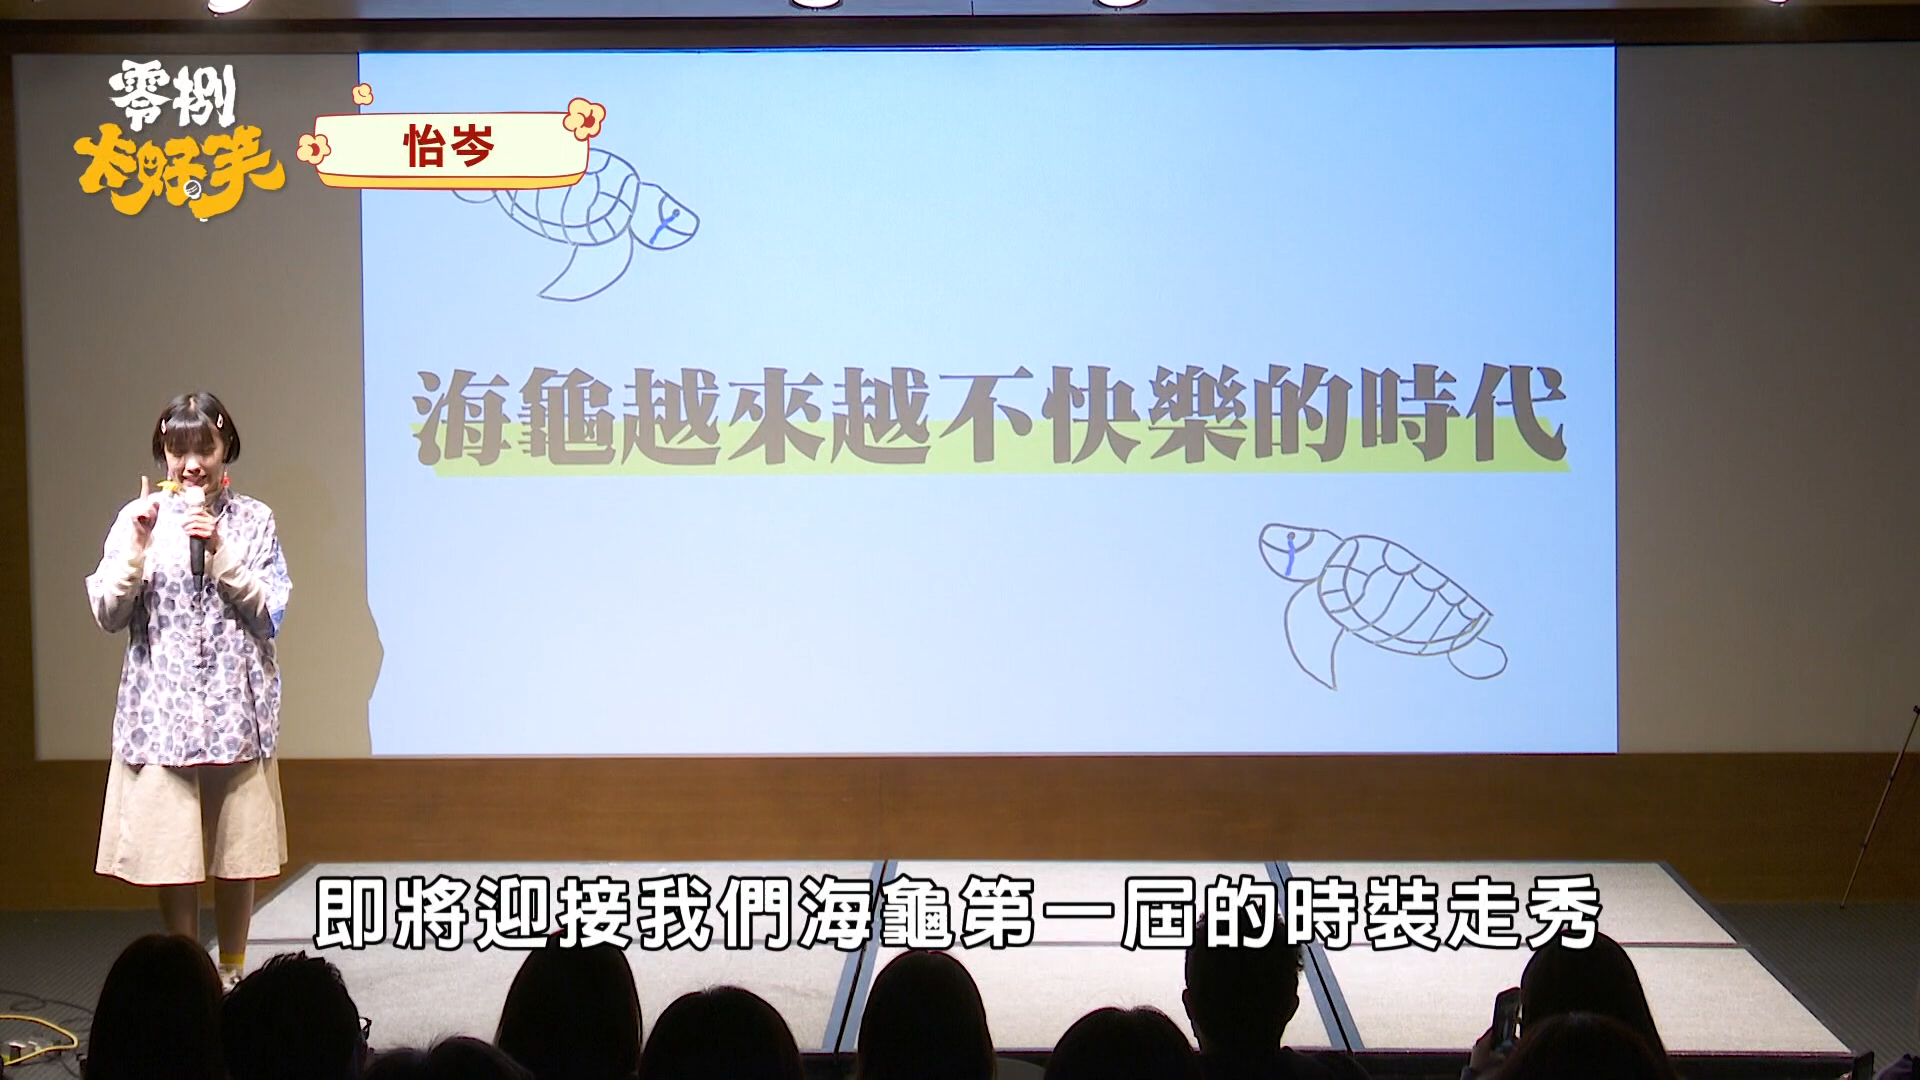 零捌
大好笑
怡岑
海龜越來越不快樂的時代
即將迎接我們海龜第一屆的時裝走秀